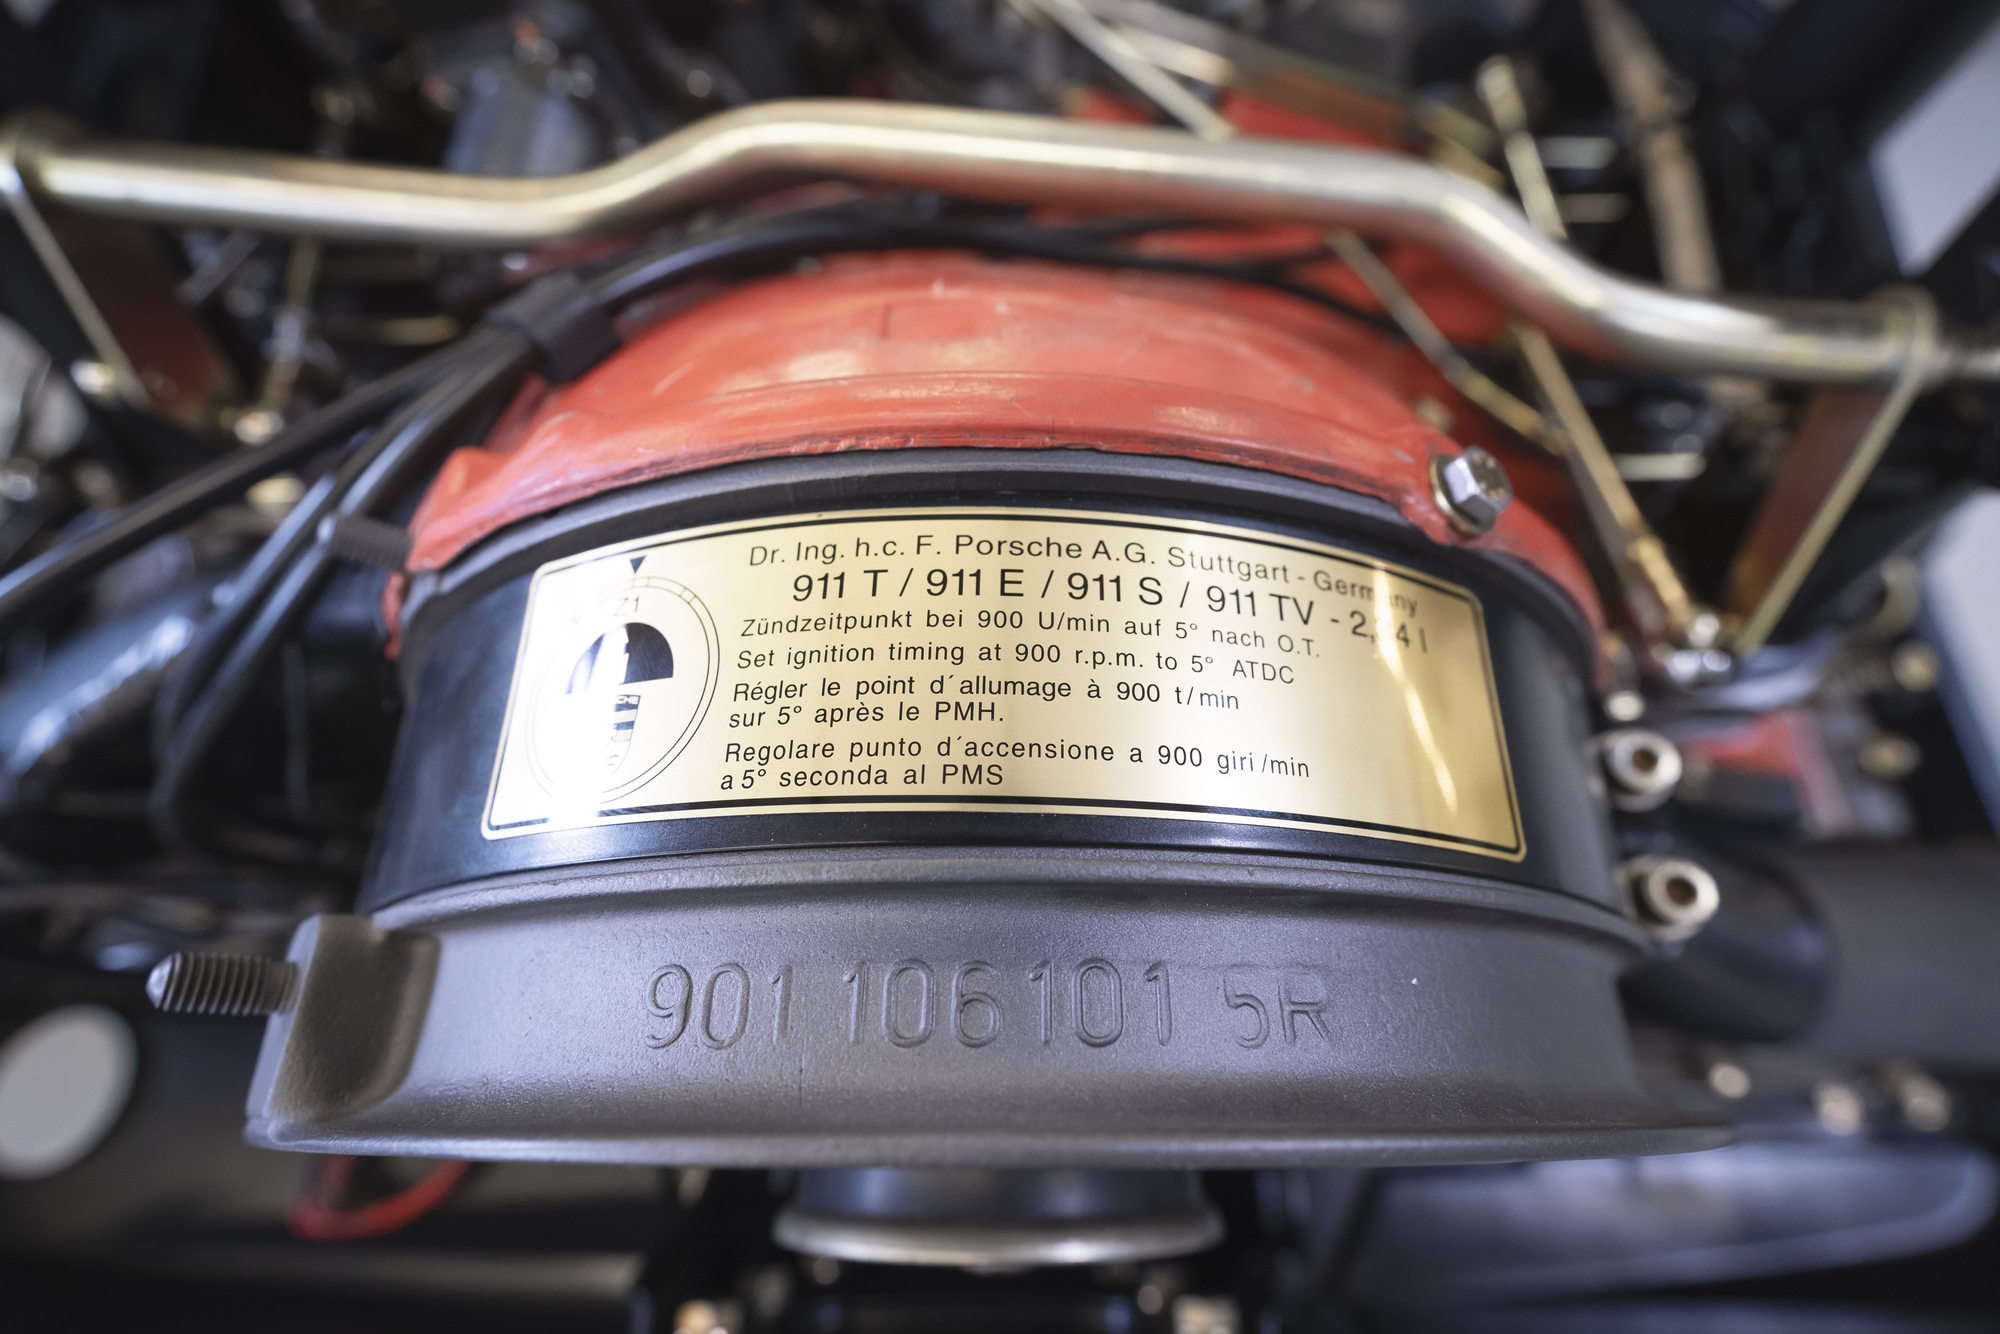 Dr. Ing. h.c. F. Porsche A.G. Stuttgart - Germany
911 T / 911 E / 911 S / 911 TV - 2,34 l
Z1
Zündzeitpunkt bei 900 U/min auf 5° nach O.T.
Set ignition timing at 900 r.p.m. to 5° ATDC
Régler le point d´allumage à 900 t/min
sur 5° après le PMH.
Regolare punto d´accensione a 900 giri/min
a 5° seconda al PMS
901 106 101 5R